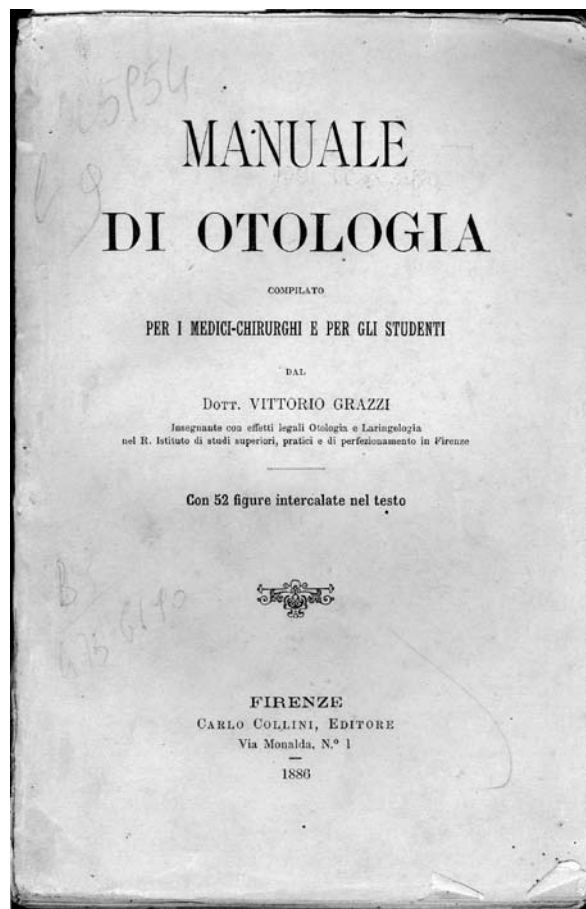 MANUALE
DI OTOLOGIA
COMPILATO
PER I MEDICI-CHIRURGHI E PER GLI STUDENTI
DAL
DOTT. VITTORIO GRAZZI
Insegnante con effetti legali Otologia e Laringologia
nel R. Istituto di studi superiori, pratici e di perfezionamento in Firenze
Con 52 figure intercalate nel testo
FIRENZE
CARLO COLLINI, EDITORE
Via Monalda, N.º 1
1886